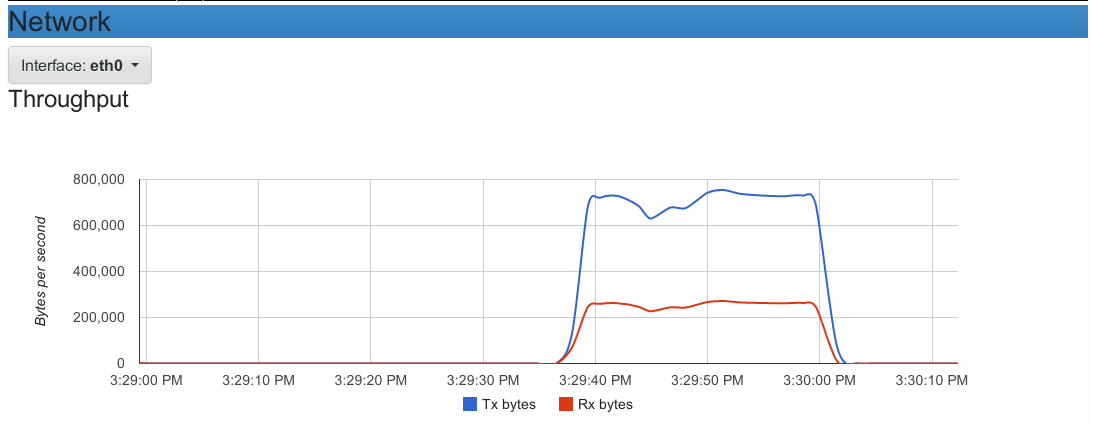 Network
Interface: eth0
Throughput
800,000
600,000
400,000
200,000
0
Bytes per second
3:29:00 PM 3:29:10 PM 3:29:20 PM 3:29:30 PM 3:29:40 PM 3:29:50 PM 3:30:00 PM 3:30:10 PM
Tx bytes Rx bytes